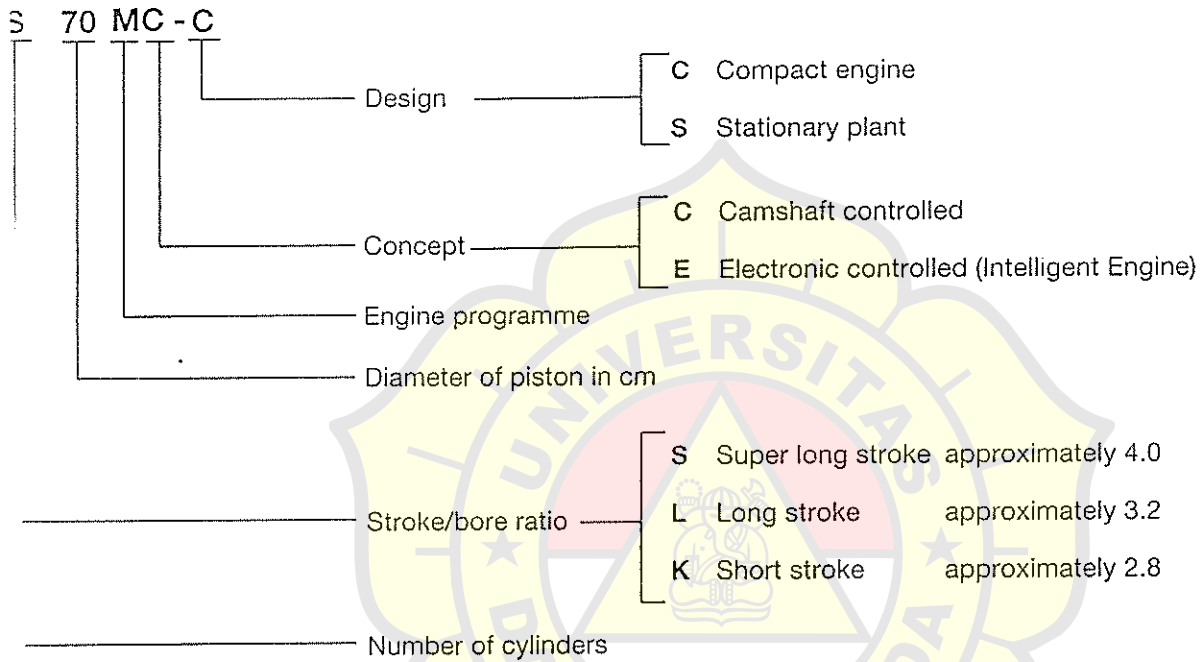 S 70 MC - C
Design
C Compact engine
S Stationary plant
Concept
C Camshaft controlled
E Electronic controlled (Intelligent Engine)
Engine programme
Diameter of piston in cm
Stroke/bore ratio
S Super long stroke approximately 4.0
L Long stroke approximately 3.2
K Short stroke approximately 2.8
Number of cylinders
UNIVERSITAS